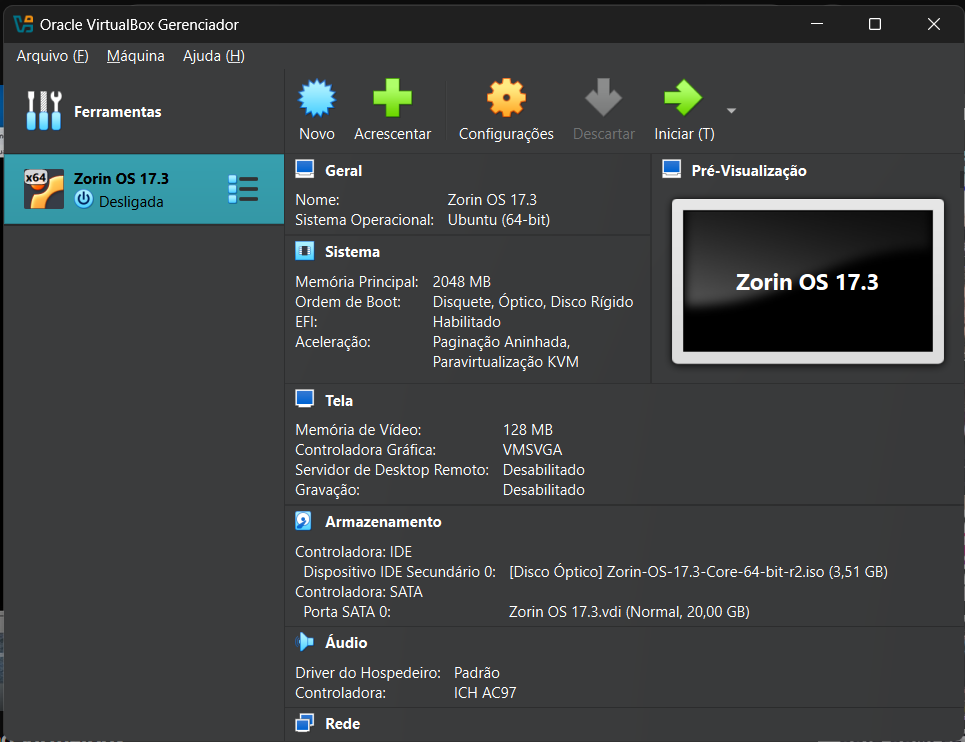 Oracle VirtualBox Gerenciador
Arquivo (F) Máquina Ajuda (H)
Ferramentas
Novo Acrescentar Configurações Descartar Iniciar (T)
x64
Zorin OS 17.3
Desligada
Geral
Nome: Zorin OS 17.3
Sistema Operacional: Ubuntu (64-bit)
Pré-Visualização
Zorin OS 17.3
Sistema
Memória Principal: 2048 MB
Ordem de Boot: Disquete, Óptico, Disco Rígido
EFI: Habilitado
Aceleração: Paginação Aninhada,
Paravirtualização KVM
Tela
Memória de Vídeo: 128 MB
Controladora Gráfica: VMSVGA
Servidor de Desktop Remoto: Desabilitado
Gravação: Desabilitado
Armazenamento
Controladora: IDE
Dispositivo IDE Secundário 0: [Disco Óptico] Zorin-OS-17.3-Core-64-bit-r2.iso (3,51 GB)
Controladora: SATA
Porta SATA 0: Zorin OS 17.3.vdi (Normal, 20,00 GB)
Áudio
Driver do Hospedeiro: Padrão
Controladora: ICH AC97
Rede